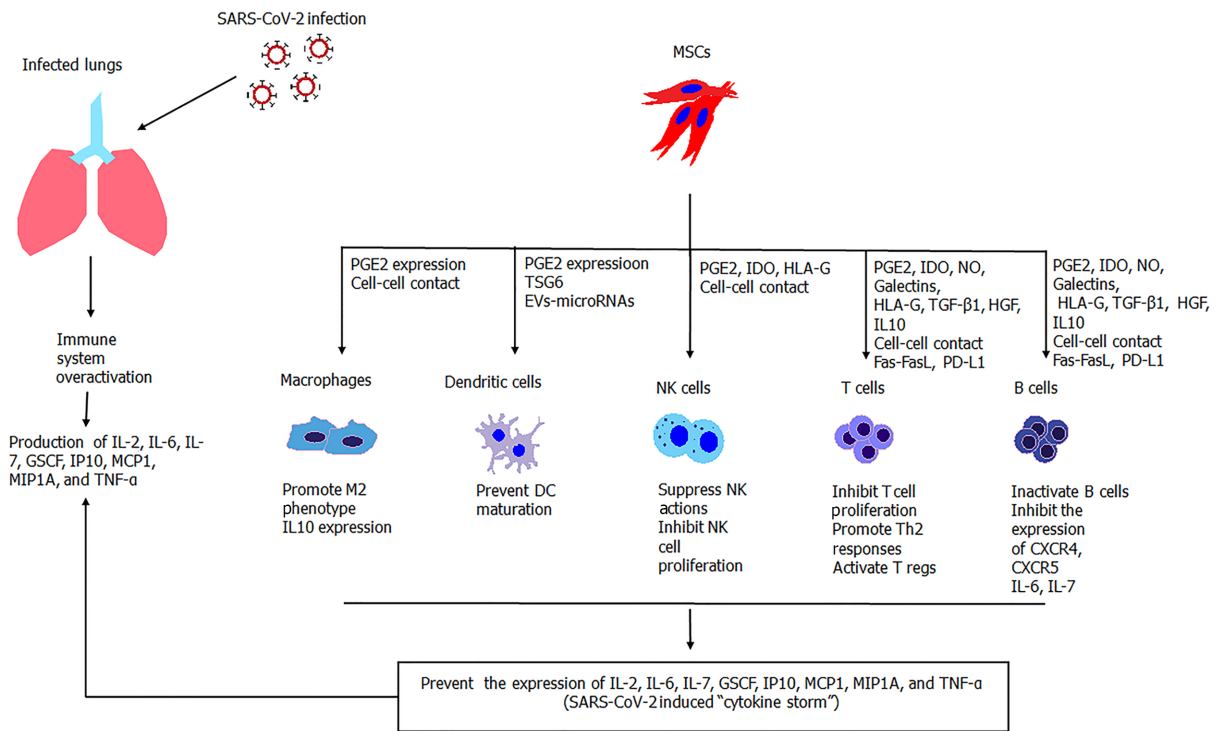 SARS-CoV-2 infection
Infected lungs
Immune
system
overactivation
Production of IL-2, IL-6, IL-
7, GSCF, IP10, MCP1,
MIP1A, and TNF-α
MSCs
PGE2 expression
Cell-cell contact
Macrophages
Promote M2
phenotype
IL10 expression
PGE2 expressioon
TSG6
EVs-microRNAs
Dendritic cells
Prevent DC
maturation
PGE2, IDO, HLA-G
Cell-cell contact
NK cells
Suppress NK
actions
Inhibit NK
cell
proliferation
PGE2, IDO, NO,
Galectins,
HLA-G, TGF-β1, HGF,
IL10
Cell-cell contact
Fas-FasL, PD-L1
T cells
Inhibit T cell
proliferation
Promote Th2
responses
Activate T regs
PGE2, IDO, NO,
Galectins,
HLA-G, TGF-β1, HGF,
IL10
Cell-cell contact
Fas-FasL, PD-L1
B cells
Inactivate B cells
Inhibit the
expression
of CXCR4,
CXCR5
IL-6, IL-7
Prevent the expression of IL-2, IL-6, IL-7, GSCF, IP10, MCP1, MIP1A, and TNF-α
(SARS-CoV-2 induced “cytokine storm”)